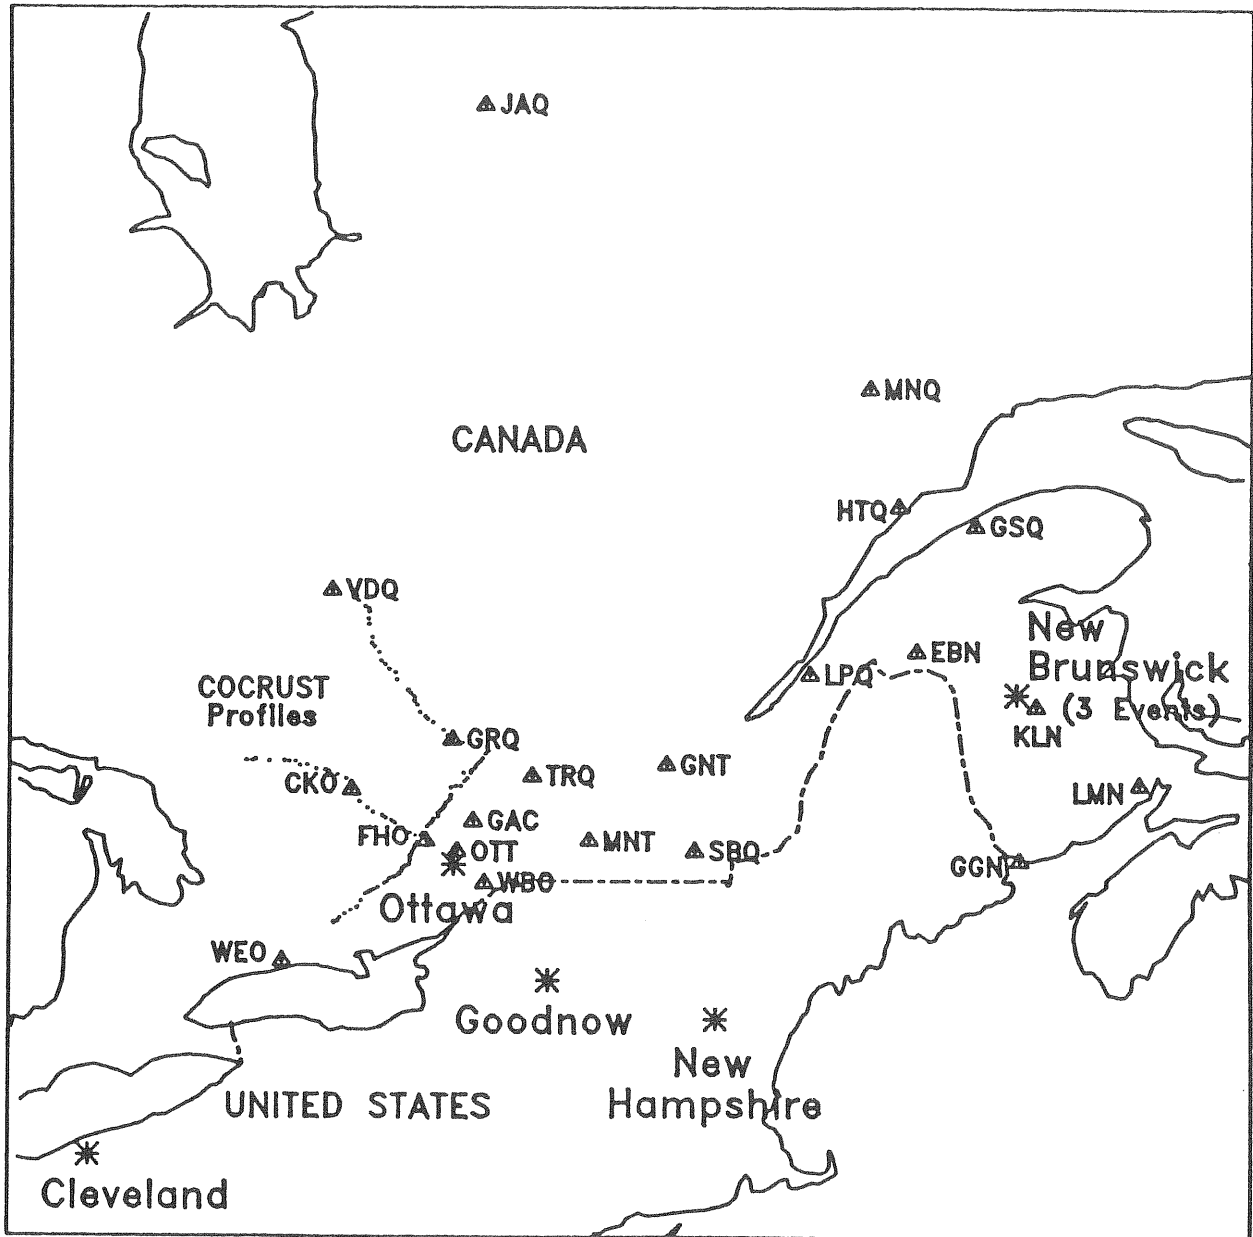 JAQ
MNQ
CANADA
HTQ
GSQ
VDQ
New
Brunswick
(3 Events)
KLN
EBN
LPQ
COCRUST
Profiles
GRQ
CKO
TRQ
GNT
LMN
GAC
FHO
OTT
MNT
SBQ
GGN
WBO
Ottawa
WEO
Goodnow
New
Hampshire
UNITED STATES
Cleveland